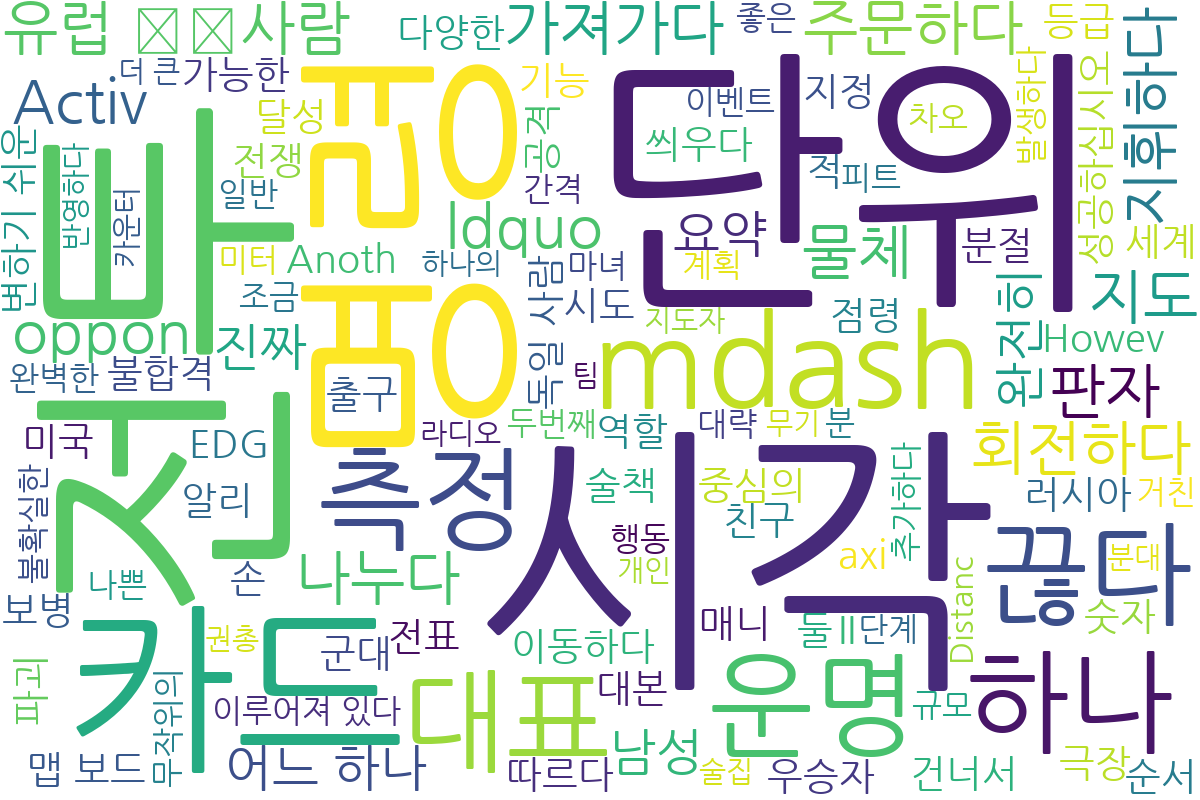 유럽 사람
다양한
가져가다
좋은
주문하다
등급
지휘하다
더 큰
가능한
기능
Activ
달성
타
명령
단위
이벤트
지정
차오
발생하다
성공하십시오
변하기 쉬운
반영하다
카운터
전쟁
일반
공격
간격
씌우다
적
피트
요약
물체
분절
세계
미터
Anoth
ldquo
하나의
마녀
계획
조금
독일 사람
시도
지도자
점령
완전히
지도
oppon
진짜
mdash
Howev
완벽한
불합격
출구
팀
판자
전진
미국
EDG
라디오
두번째
역할
대략
무기
분
회전하다
측정
시각
불확실한
알리
술책
중심의
친구
추가하다
러시아
거친
행동
개인
axi
끊다
분대
나쁜
손
나누다
보병
카드
권총
군대
전표
이동하다
매니
둘
II
단계
Distanc
숫자
파괴
무작위의
이루어져 있다
대표
대본
운명
규모
하나
맵 보드
어느 하나
따르다
남성
술집
우승자
건너서
극장
순서